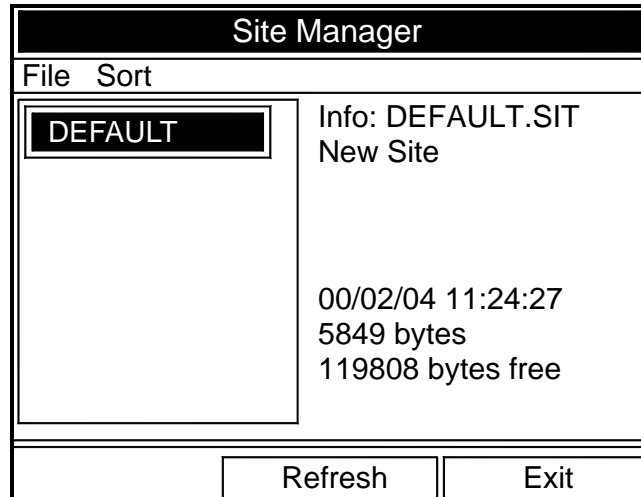 Site Manager
File Sort
DEFAULT
Info: DEFAULT.SIT
New Site
00/02/04 11:24:27
5849 bytes
119808 bytes free
Refresh
Exit